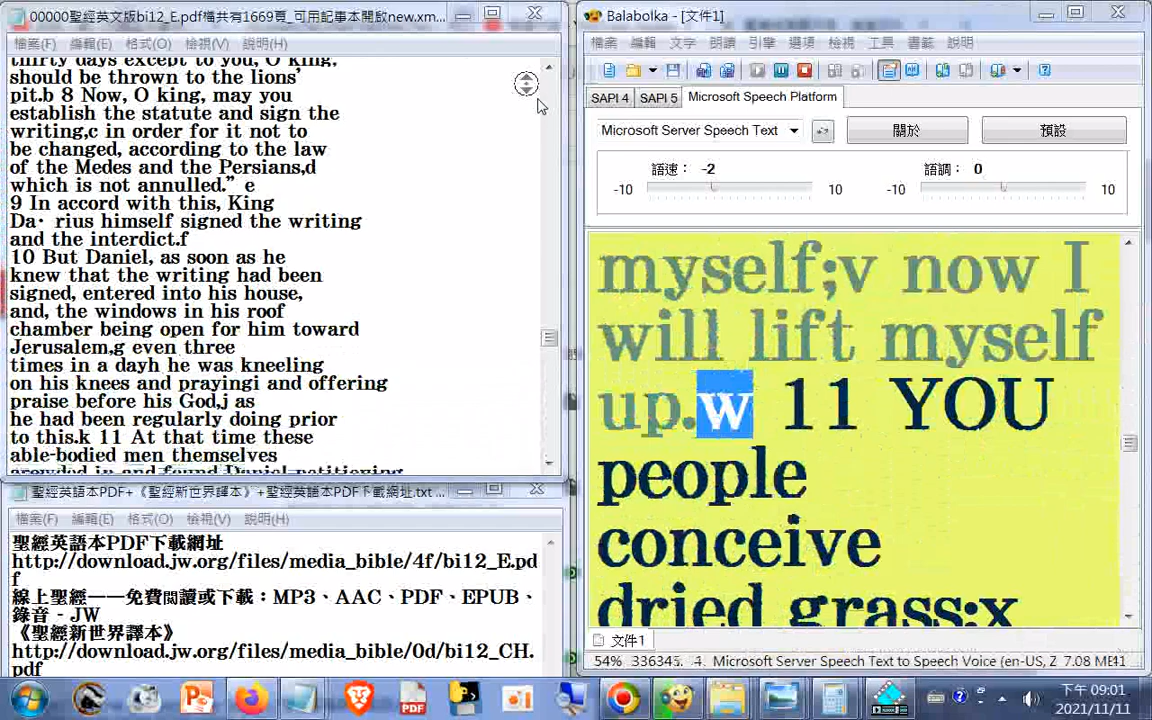 00000聖經英文版bi12_E.pdf檔共有1669頁_可用記事本開啟new.xm...
檔案(F) 編輯(E) 格式(O) 檢視(V) 說明(H)
thirty days except to you, O king,
should be thrown to the lions’
pit.b 8 Now, O king, may you
establish the statute and sign the
writing,c in order for it not to
be changed, according to the law
of the Medes and the Persians,d
which is not annulled.” e
9 In accord with this, King
Da· rius himself signed the writing
and the interdict.f
10 But Daniel, as soon as he
knew that the writing had been
signed, entered into his house,
and, the windows in his roof
chamber being open for him toward
Jerusalem,g even three
times in a dayh he was kneeling
on his knees and prayingi and offering
praise before his God,j as
he had been regularly doing prior
to this.k 11 At that time these
able-bodied men themselves
crowded in and found Daniel petitioning
聖經英語本PDF+《聖經新世界譯本》+聖經英語本PDF下載網址.txt ...
檔案(F) 編輯(E) 格式(O) 檢視(V) 說明(H)
聖經英語本PDF下載網址
http://download.jw.org/files/media_bible/4f/bi12_E.pd
f
線上聖經——免費閱讀或下載：MP3、AAC、PDF、EPUB、
錄音 - JW
《聖經新世界譯本》
http://download.jw.org/files/media_bible/0d/bi12_CH.
pdf
Balabolka - [文件1]
檔案 編輯 文字 朗讀 引擎 選項 檢視 工具 書籤 說明
SAPI 4 SAPI 5 Microsoft Speech Platform
Microsoft Server Speech Text 關於 預設
語速： -2 語調： 0
-10 10 -10 10
myself;v now I
will lift myself
up.w 11 YOU
people
conceive
dried grass;x
文件1
54% 336345. Microsoft Server Speech Text to Speech Voice (en-US, Z 7.08 ME
下午 09:01
2021/11/11